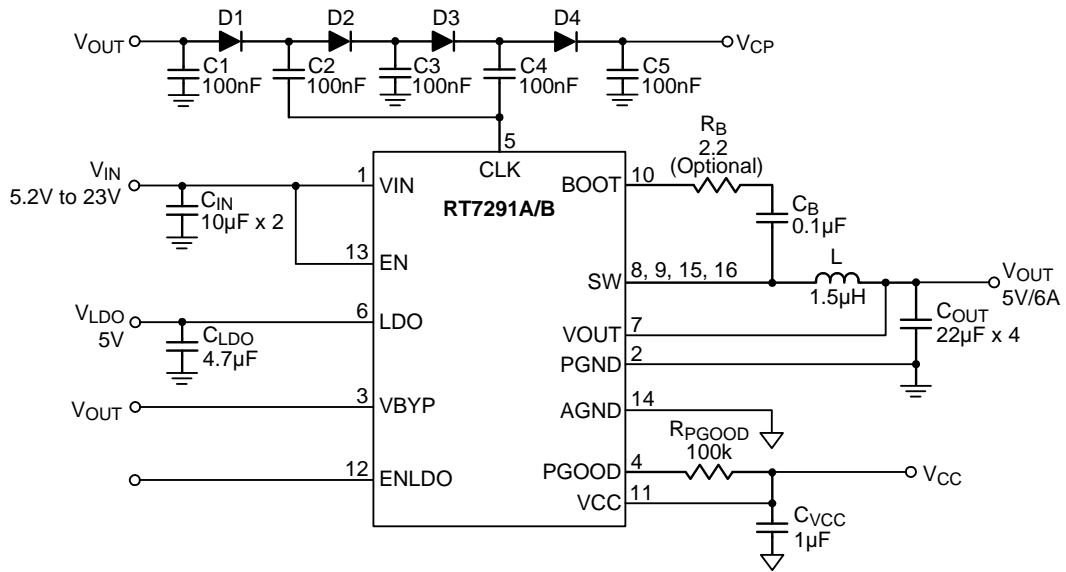 D1 D2 D3 D4
VOUT VCP
C1 100nF
C2 100nF
C3 100nF
C4 100nF
C5 100nF
5
CLK
RT7291A/B
VIN
5.2V to 23V
CIN
10µF x 2
1 VIN
13 EN
VLDO
5V
CLDO
4.7µF
6 LDO
VOUT
3 VBYP
12 ENLDO
BOOT 10
RB
2.2
(Optional)
CB
0.1µF
SW 8, 9, 15, 16
L
1.5µH
VOUT
5V/6A
COUT
22µF x 4
VOUT 7
PGND 2
AGND 14
RPGOOD
100k
PGOOD 4
VCC
VCC 11
CVCC
1µF